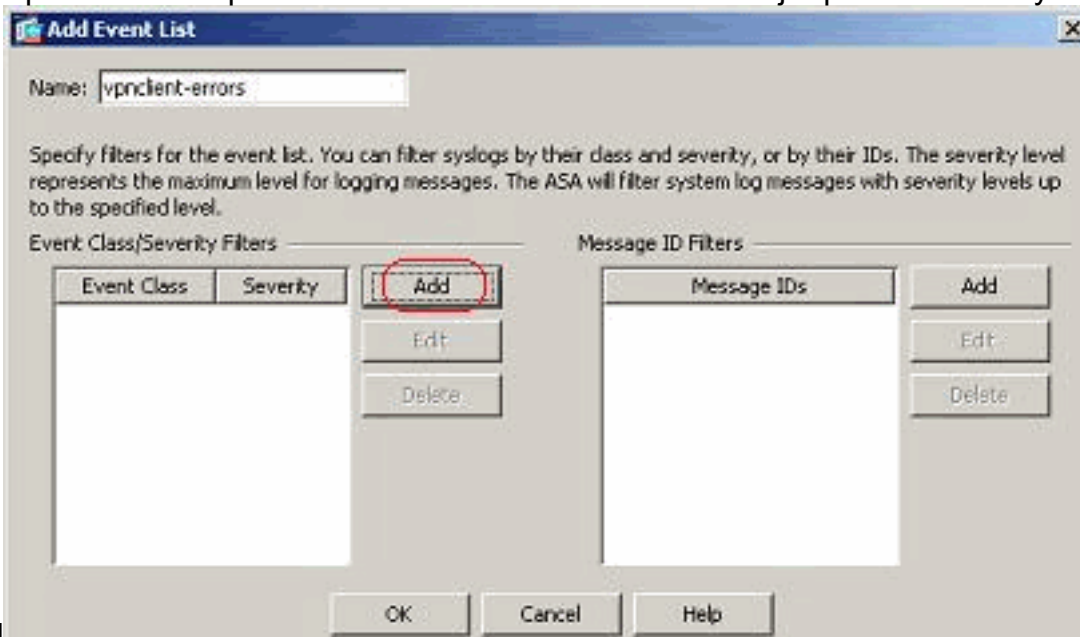 Add Event List
Name: vpnclient-errors
Specify filters for the event list. You can filter syslogs by their class and severity, or by their IDs. The severity level
represents the maximum level for logging messages. The ASA will filter system log messages with severity levels up
to the specified level.
Event Class/Severity Filters
Event Class Severity
Add
Edit
Delete
Message ID Filters
Message IDs
Add
Edit
Delete
OK Cancel Help